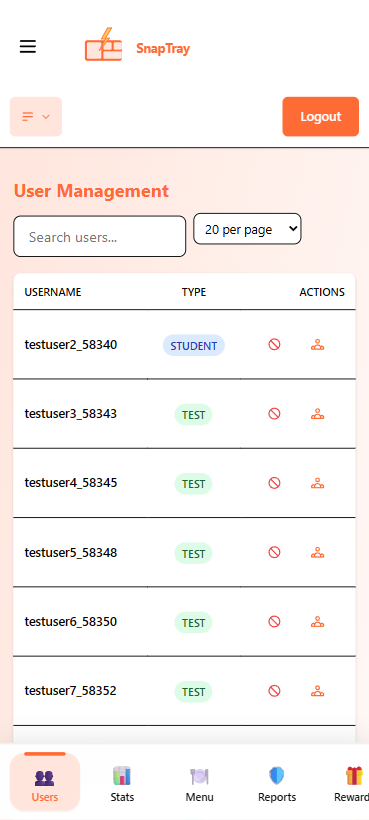 SnapTray
Logout
User Management
Search users...
20 per page
USERNAME TYPE ACTIONS
testuser2_58340 STUDENT
testuser3_58343 TEST
testuser4_58345 TEST
testuser5_58348 TEST
testuser6_58350 TEST
testuser7_58352 TEST
Users Stats Menu Reports Reward